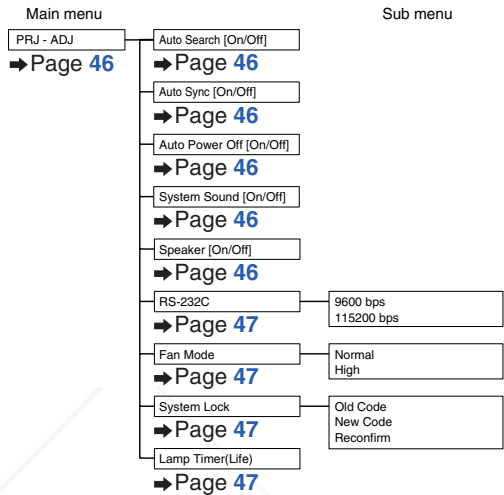 Main menu
Sub menu
PRJ - ADJ
➡Page 46
Auto Search [On/Off]
➡Page 46
Auto Sync [On/Off]
➡Page 46
Auto Power Off [On/Off]
➡Page 46
System Sound [On/Off]
➡Page 46
Speaker [On/Off]
➡Page 46
RS-232C
➡Page 47
9600 bps
115200 bps
Fan Mode
➡Page 47
Normal
High
System Lock
➡Page 47
Old Code
New Code
Reconfirm
Lamp Timer(Life)
➡Page 47